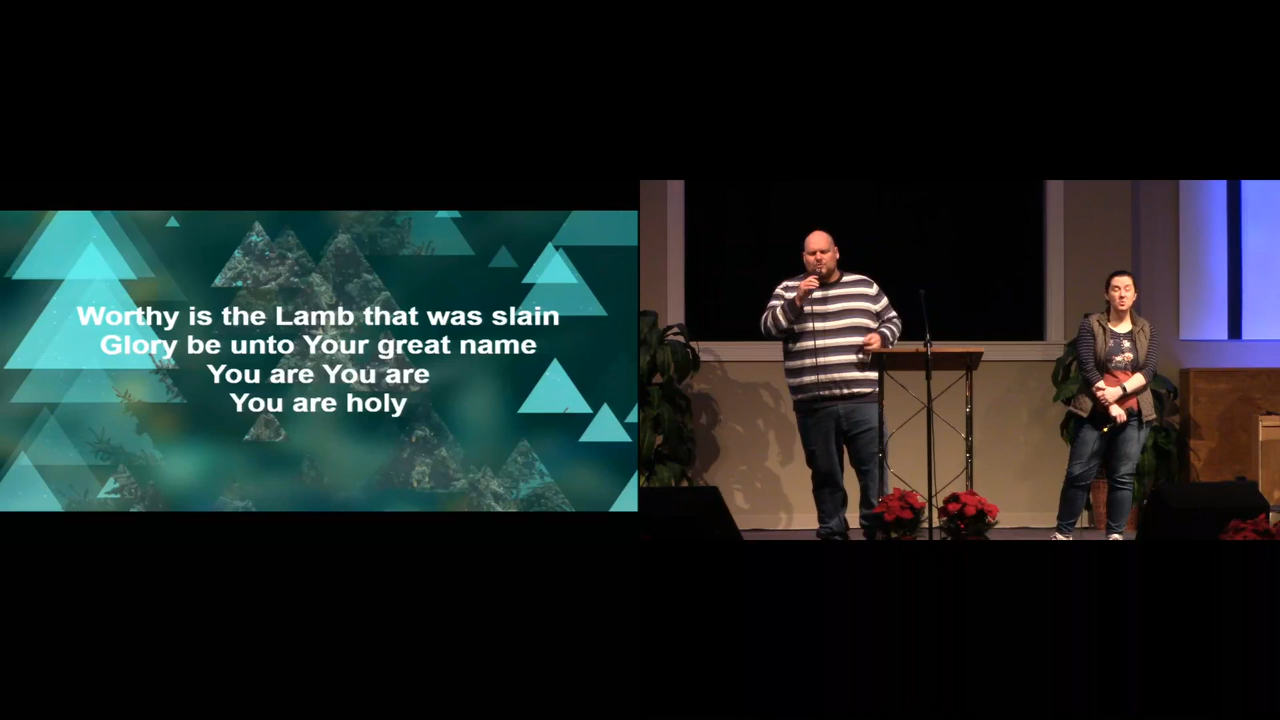 Worthy is the Lamb that was slain
Glory be unto Your great name
You are You are
You are holy